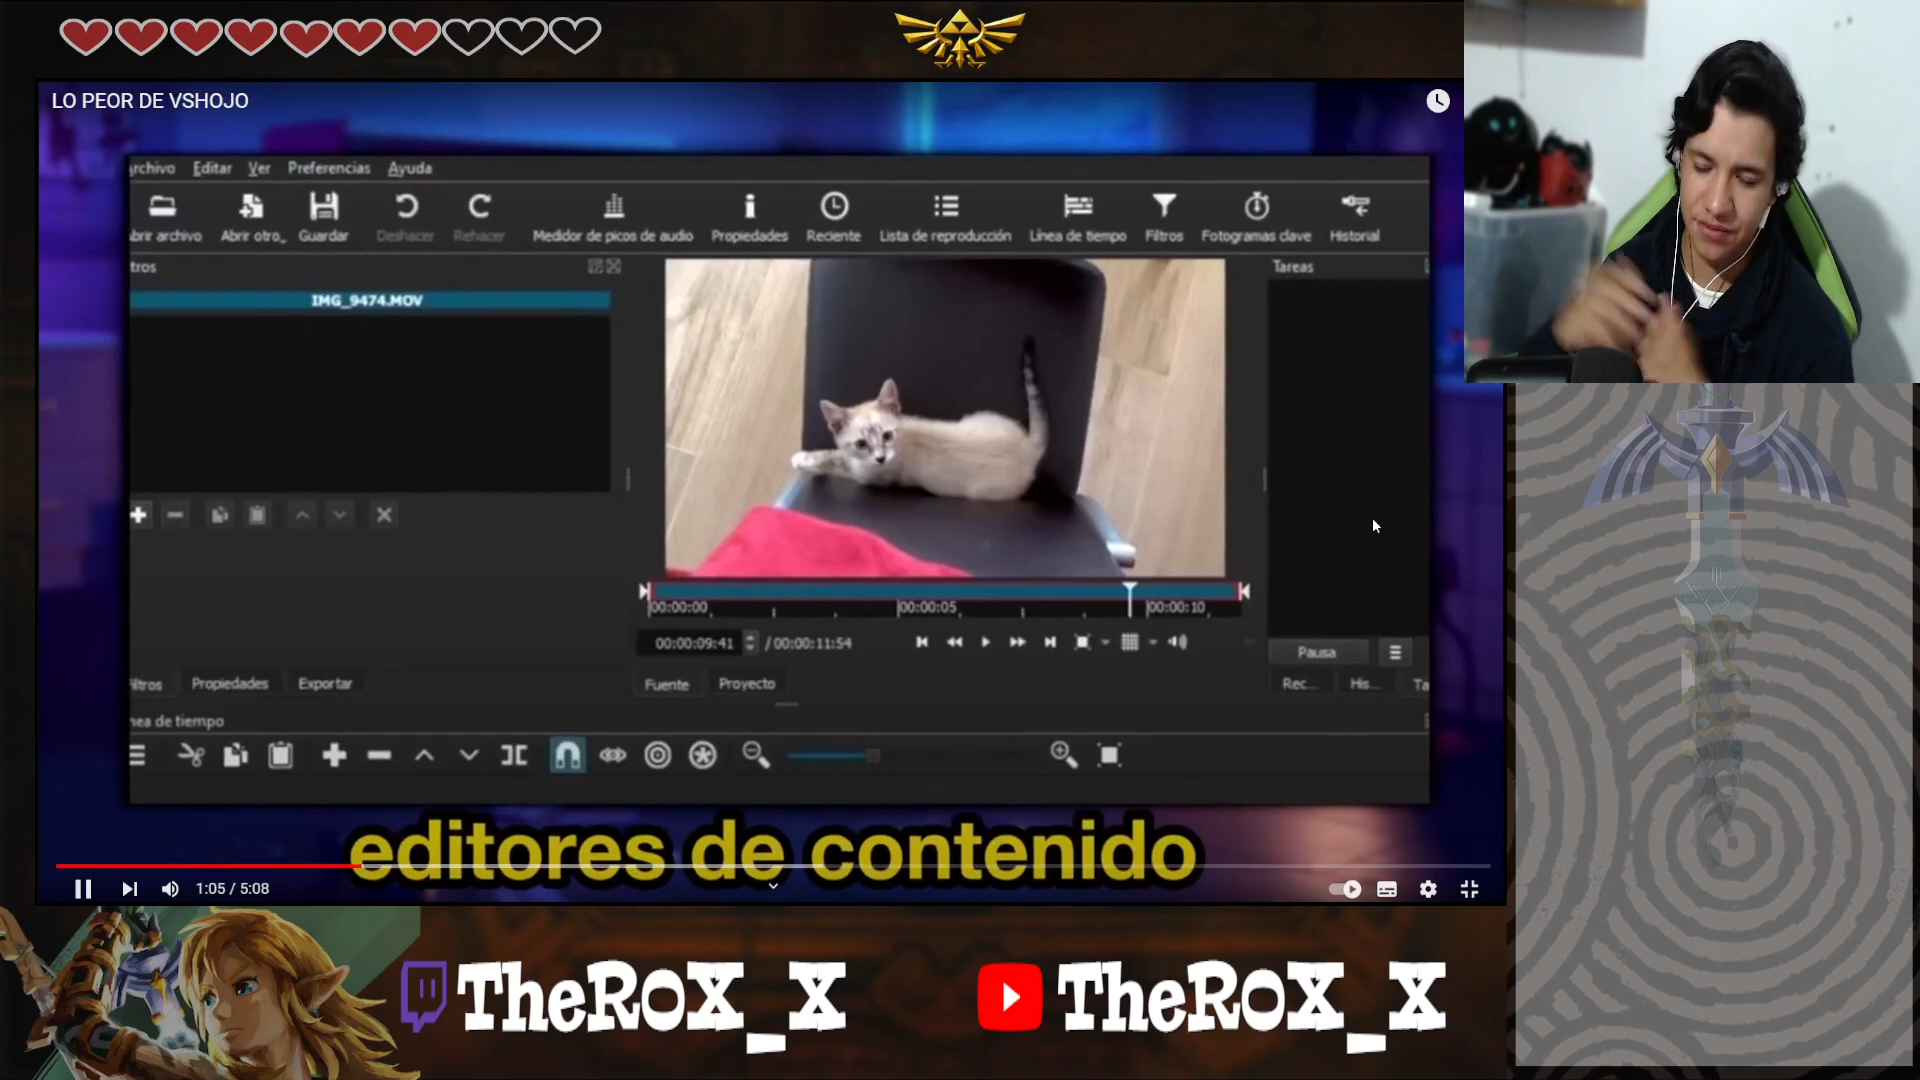 LO PEOR DE VSHOJO
rchivo Editar Ver Preferencias Ayuda
brir archivo Abrir otro... Guardar Deshacer Rehacer Medidor de picos de audio Propiedades Reciente Lista de reproducción Línea de tiempo Filtros Fotogramas clave Historial
tros
Tareas
IMG_9474.MOV
00:00:00
00:00:05
00:00:10
00:00:09:41 / 00:00:11:54
Pausa
iltros Propiedades Exportar
Fuente Proyecto
Rec... His... Ta
nea de tiempo
editores de contenido
1:05 / 5:08
TheROX_X
TheROX_X